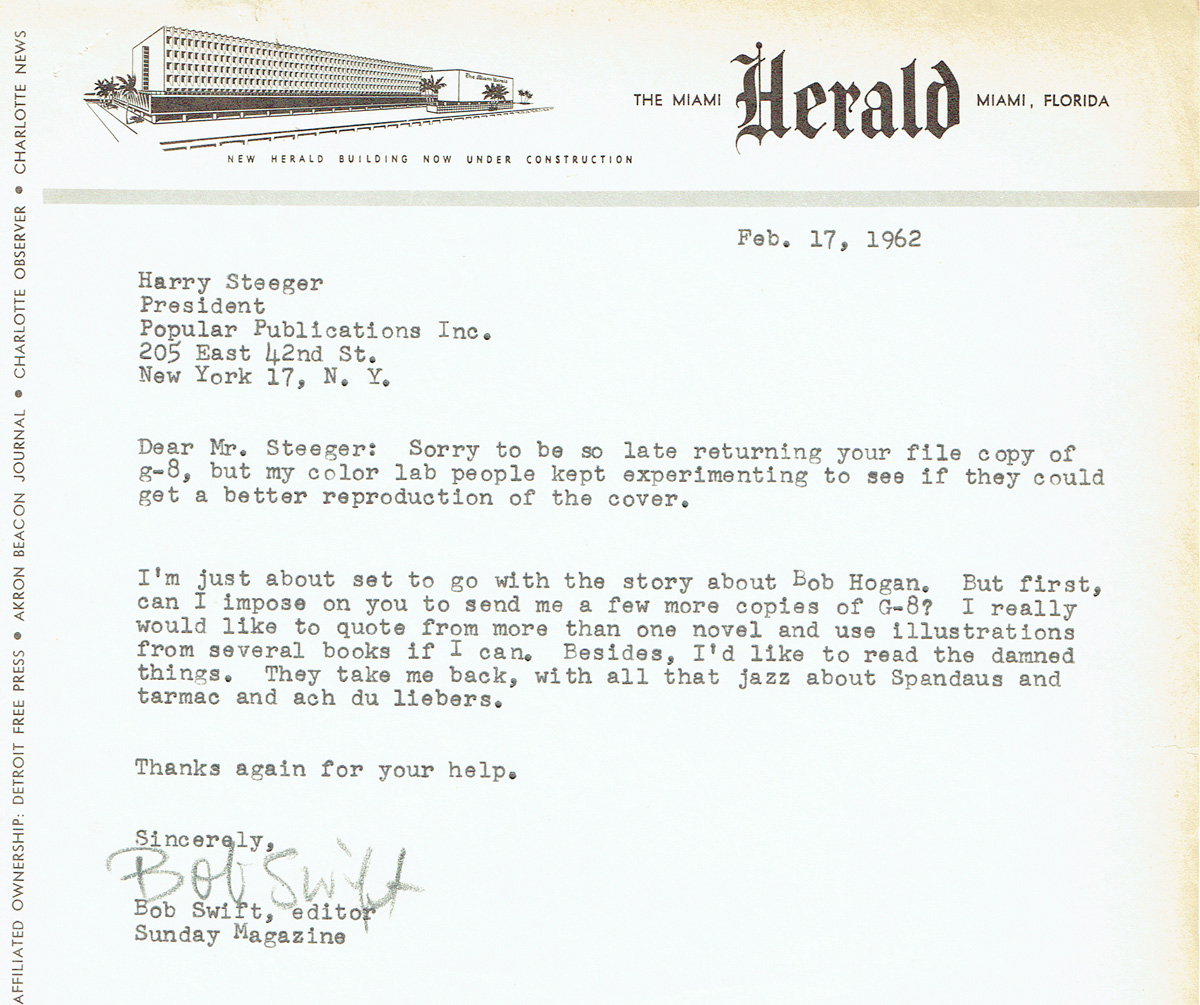 The Miami Herald
THE MIAMI Herald MIAMI, FLORIDA
NEW HERALD BUILDING NOW UNDER CONSTRUCTION
AFFILIATED OWNERSHIP: DETROIT FREE PRESS • AKRON BEACON JOURNAL • CHARLOTTE OBSERVER • CHARLOTTE NEWS
Feb. 17, 1962
Harry Steeger
President
Popular Publications Inc.
205 East 42nd St.
New York 17, N. Y.
Dear Mr. Steeger: Sorry to be so late returning your file copy of
g-8, but my color lab people kept experimenting to see if they could
get a better reproduction of the cover.
I'm just about set to go with the story about Bob Hogan. But first,
can I impose on you to send me a few more copies of G-8? I really
would like to quote from more than one novel and use illustrations
from several books if I can. Besides, I'd like to read the damned
things. They take me back, with all that jazz about Spandaus and
tarmac and ach du liebers.
Thanks again for your help.
Sincerely,
Bob Swift
Bob Swift, editor
Sunday Magazine